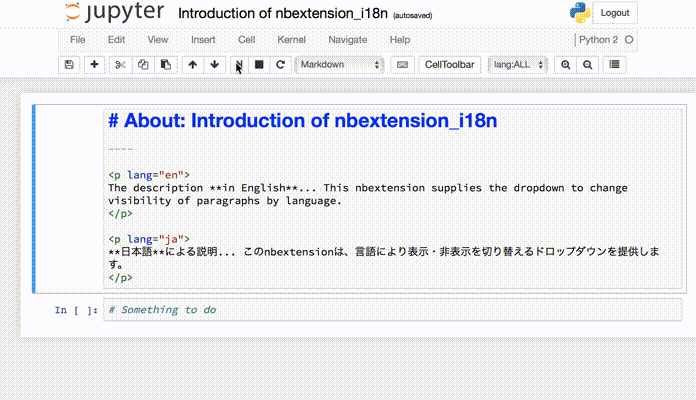 jupyter Introduction of nbextension_i18n (autosaved) Logout
File Edit View Insert Cell Kernel Navigate Help Python 2
Markdown CellToolbar lang:ALL
# About: Introduction of nbextension_i18n
----
<p lang="en">
The description **in English**... This nbextension supplies the dropdown to change
visibility of paragraphs by language.
</p>
<p lang="ja">
**日本語**による説明... このnbextensionは、言語により表示・非表示を切り替えるドロップダウンを提供しま
す。
</p>
In [ ]: # Something to do